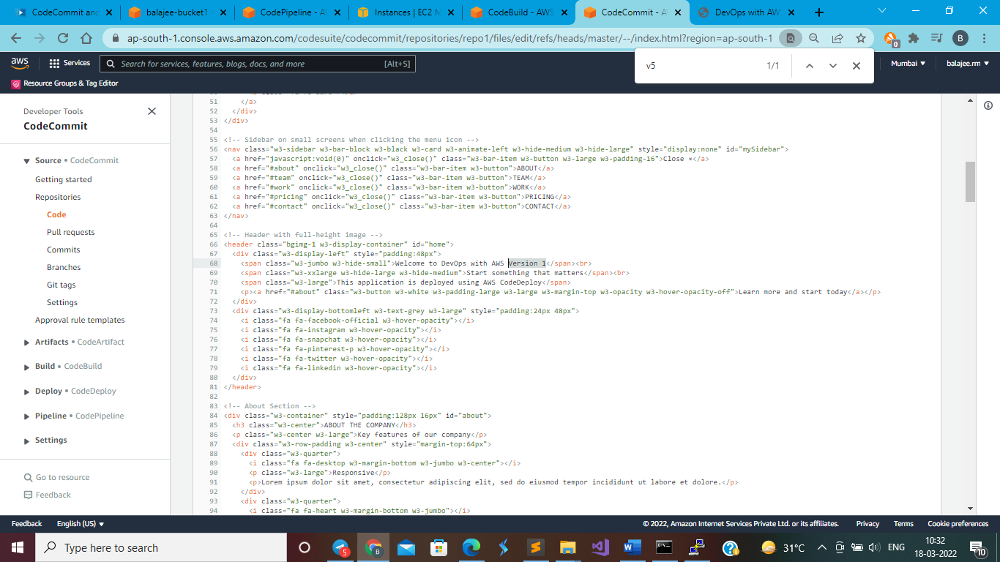 CodeCommit and
balajee-bucket1 -
CodePipeline - A
Instances | EC2 M
CodeBuild - AWS
CodeCommit - A
DevOps with AWS
ap-south-1.console.aws.amazon.com/codesuite/codecommit/repositories/repo1/files/edit/refs/heads/master/--/index.html?region=ap-south-1
0
B
aws
Services
Search for services, features, blogs, docs, and more
[Alt+S]
v5
1/1
Mumbai
balajee.rm
Resource Groups & Tag Editor
Developer Tools
CodeCommit
Source • CodeCommit
Getting started
Repositories
Code
Pull requests
Commits
Branches
Git tags
Settings
Approval rule templates
Artifacts • CodeArtifact
Build • CodeBuild
Deploy • CodeDeploy
Pipeline • CodePipeline
Settings
Go to resource
Feedback
51 </a>
52 </div>
53 </div>
54
55 <!-- Sidebar on small screens when clicking the menu icon -->
56 <nav class="w3-sidebar w3-bar-block w3-black w3-card w3-animate-left w3-hide-medium w3-hide-large" style="display:none" id="mySidebar">
57 <a href="javascript:void(0)" onclick="w3_close()" class="w3-bar-item w3-button w3-large w3-padding-16">Close ×</a>
58 <a href="#about" onclick="w3_close()" class="w3-bar-item w3-button">ABOUT</a>
59 <a href="#team" onclick="w3_close()" class="w3-bar-item w3-button">TEAM</a>
60 <a href="#work" onclick="w3_close()" class="w3-bar-item w3-button">WORK</a>
61 <a href="#pricing" onclick="w3_close()" class="w3-bar-item w3-button">PRICING</a>
62 <a href="#contact" onclick="w3_close()" class="w3-bar-item w3-button">CONTACT</a>
63 </nav>
64
65 <!-- Header with full-height image -->
66 <header class="bgimg-1 w3-display-container" id="home">
67 <div class="w3-display-left" style="padding:48px">
68 <span class="w3-jumbo w3-hide-small">Welcome to DevOps with AWS Version 1</span><br>
69 <span class="w3-xxlarge w3-hide-large w3-hide-medium">Start something that matters</span><br>
70 <span class="w3-large">This application is deployed using AWS CodeDeploy</span>
71 <p><a href="#about" class="w3-button w3-white w3-padding-large w3-large w3-margin-top w3-opacity w3-hover-opacity-off">Learn more and start today</a></p>
72 </div>
73 <div class="w3-display-bottomleft w3-text-grey w3-large" style="padding:24px 48px">
74 <i class="fa fa-facebook-official w3-hover-opacity"></i>
75 <i class="fa fa-instagram w3-hover-opacity"></i>
76 <i class="fa fa-snapchat w3-hover-opacity"></i>
77 <i class="fa fa-pinterest-p w3-hover-opacity"></i>
78 <i class="fa fa-twitter w3-hover-opacity"></i>
79 <i class="fa fa-linkedin w3-hover-opacity"></i>
80 </div>
81 </header>
82
83 <!-- About Section -->
84 <div class="w3-container" style="padding:128px 16px" id="about">
85 <h3 class="w3-center">ABOUT THE COMPANY</h3>
86 <p class="w3-center w3-large">Key features of our company</p>
87 <div class="w3-row-padding w3-center" style="margin-top:64px">
88 <div class="w3-quarter">
89 <i class="fa fa-desktop w3-margin-bottom w3-jumbo w3-center"></i>
90 <p class="w3-large">Responsive</p>
91 <p>Lorem ipsum dolor sit amet, consectetur adipiscing elit, sed do eiusmod tempor incididunt ut labore et dolore.</p>
92 </div>
93 <div class="w3-quarter">
94 <i class="fa fa-heart w3-margin-bottom w3-jumbo"></i>
Feedback
English (US)
© 2022, Amazon Internet Services Private Ltd. or its affiliates.
Privacy
Terms
Cookie preferences
Type here to search
5
B
31°C
ENG
10:32
18-03-2022
10